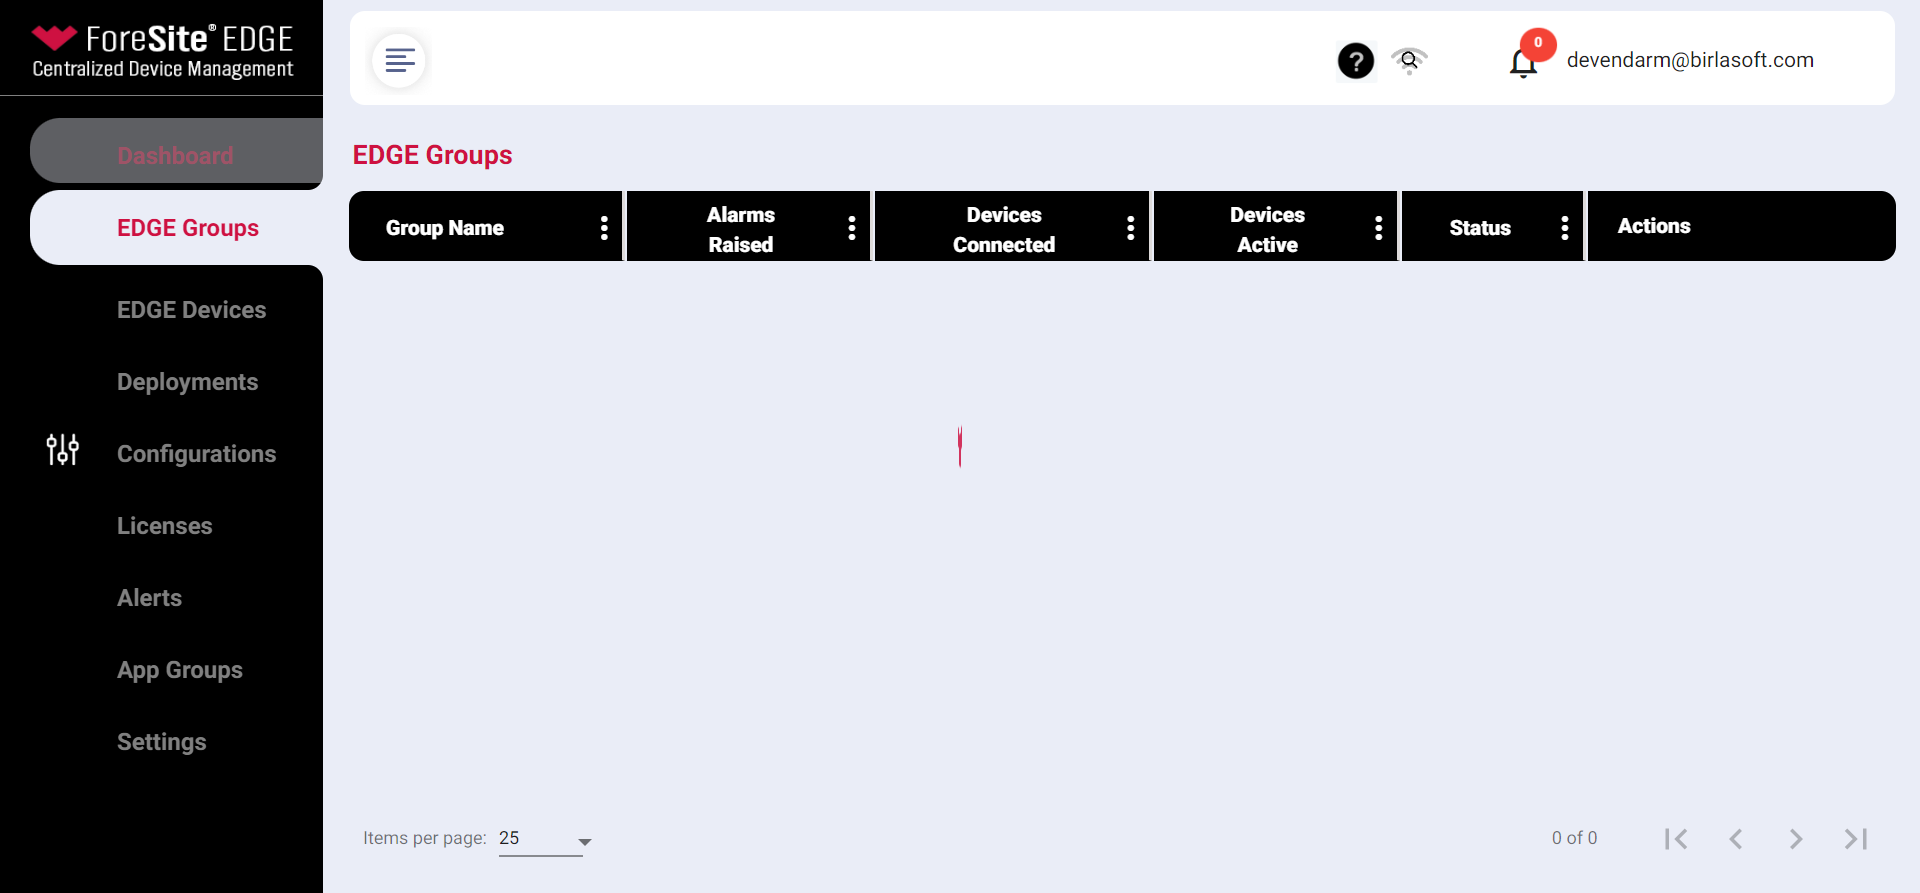 ForeSite® EDGE
Centralized Device Management
Dashboard
EDGE Groups
EDGE Devices
Deployments
Configurations
Licenses
Alerts
App Groups
Settings
?
0
devendarm@birlasoft.com
EDGE Groups
Group Name
Alarms
Raised
Devices
Connected
Devices
Active
Status
Actions
Items per page: 25
0 of 0